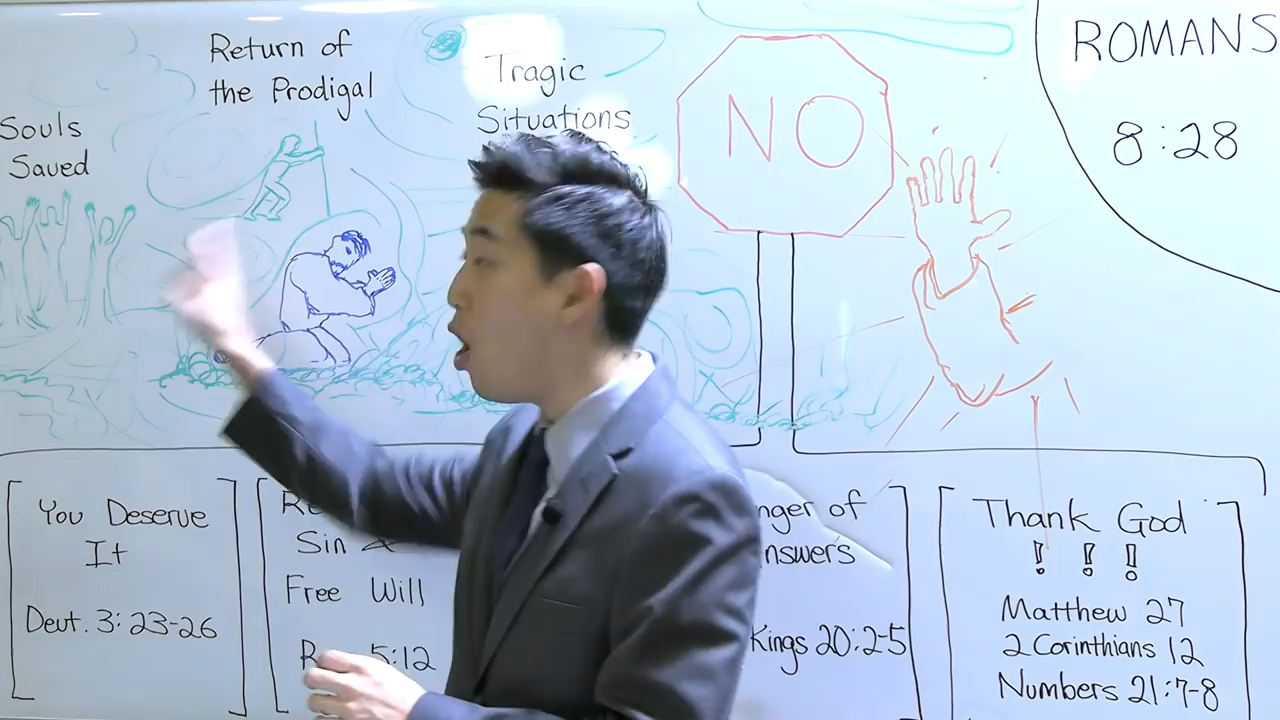 Return of
the Prodigal
Souls
Saved
Tragic
Situations
NO
ROMANS
8:28
You Deserve
It
Deut. 3:23-26
Sin &
Free Will
5:12
of
Kings 20:2-5
Thank God
! ! !
Matthew 27
2 Corinthians 12
Numbers 21:7-8